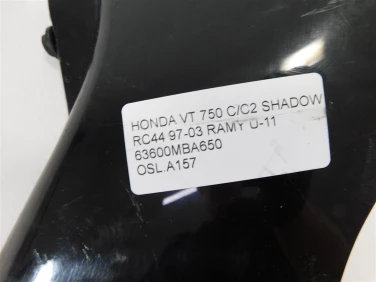 HONDA VT 750 C/C2 SHADOW
RC44 97-03 RAMY U-11
63600MBA650
OSL.A157